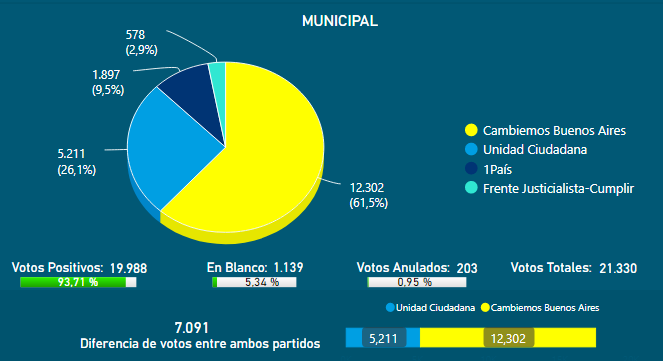 MUNICIPAL
578
(2,9%)
1.897
(9,5%)
5.211
(26,1%)
12.302
(61,5%)
Cambiemos Buenos Aires
Unidad Ciudadana
1País
Frente Justicialista-Cumplir
Votos Positivos: 19.988
93,71 %
En Blanco: 1.139
5,34 %
Votos Anulados: 203
0,95 %
Votos Totales: 21.330
7.091
Diferencia de votos entre ambos partidos
Unidad Ciudadana Cambiemos Buenos Aires
5,211 12,302